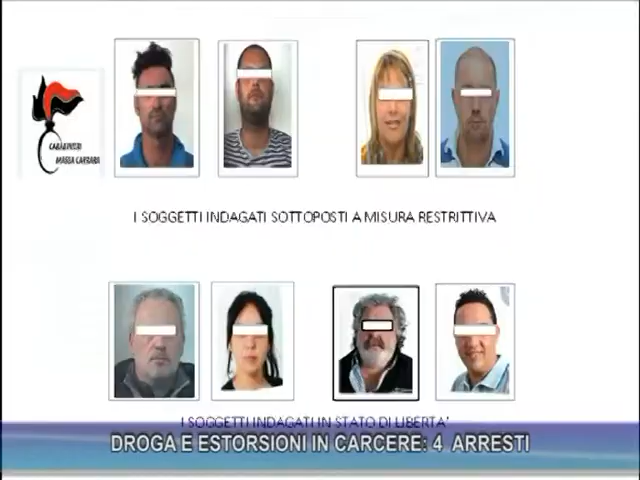 CARABINIERI
MASSA CARRARA
I SOGGETTI INDAGATI SOTTOPOSTI A MISURA RESTRITTIVA
I SOGGETTI INDAGATI IN STATO DI LIBERTA'
DROGA E ESTORSIONI IN CARCERE: 4 ARRESTI